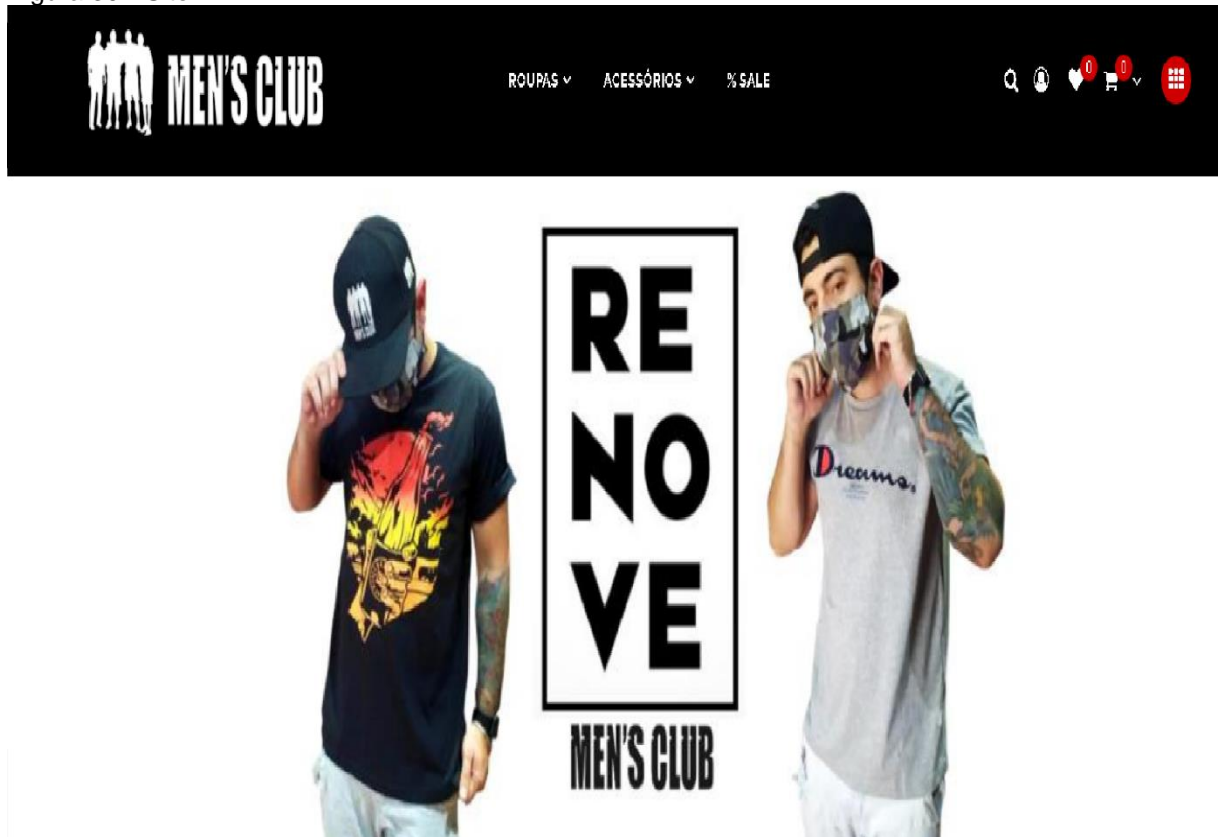 MEN'S CLUB
ROUPAS
ACESSÓRIOS
% SALE
0
0
RE
NO
VE
MEN'S CLUB
Dreams.